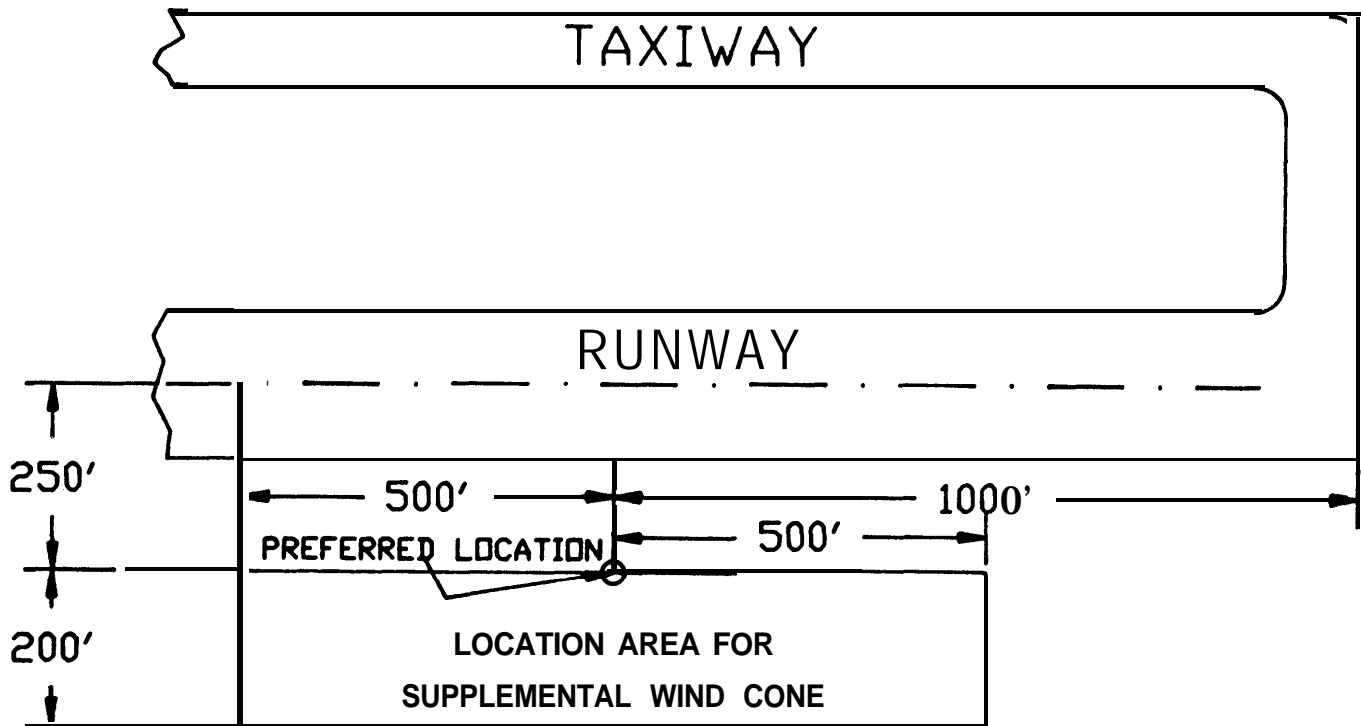 TAXIWAY
RUNWAY
250'
500'
1000'
500'
PREFERRED LOCATION
200'
LOCATION AREA FOR
SUPPLEMENTAL WIND CONE